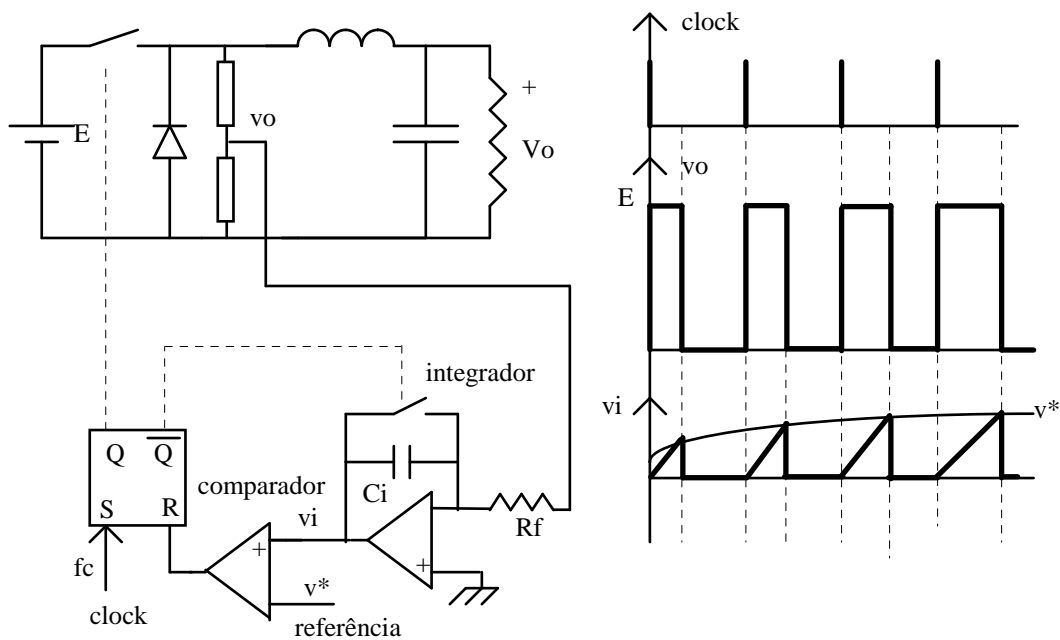 E
vo
+
Vo
integrador
Q
Q
S
R
comparador
vi
Ci
+
Rf
+
fc
clock
v*
referência
clock
vo
E
vi
v*